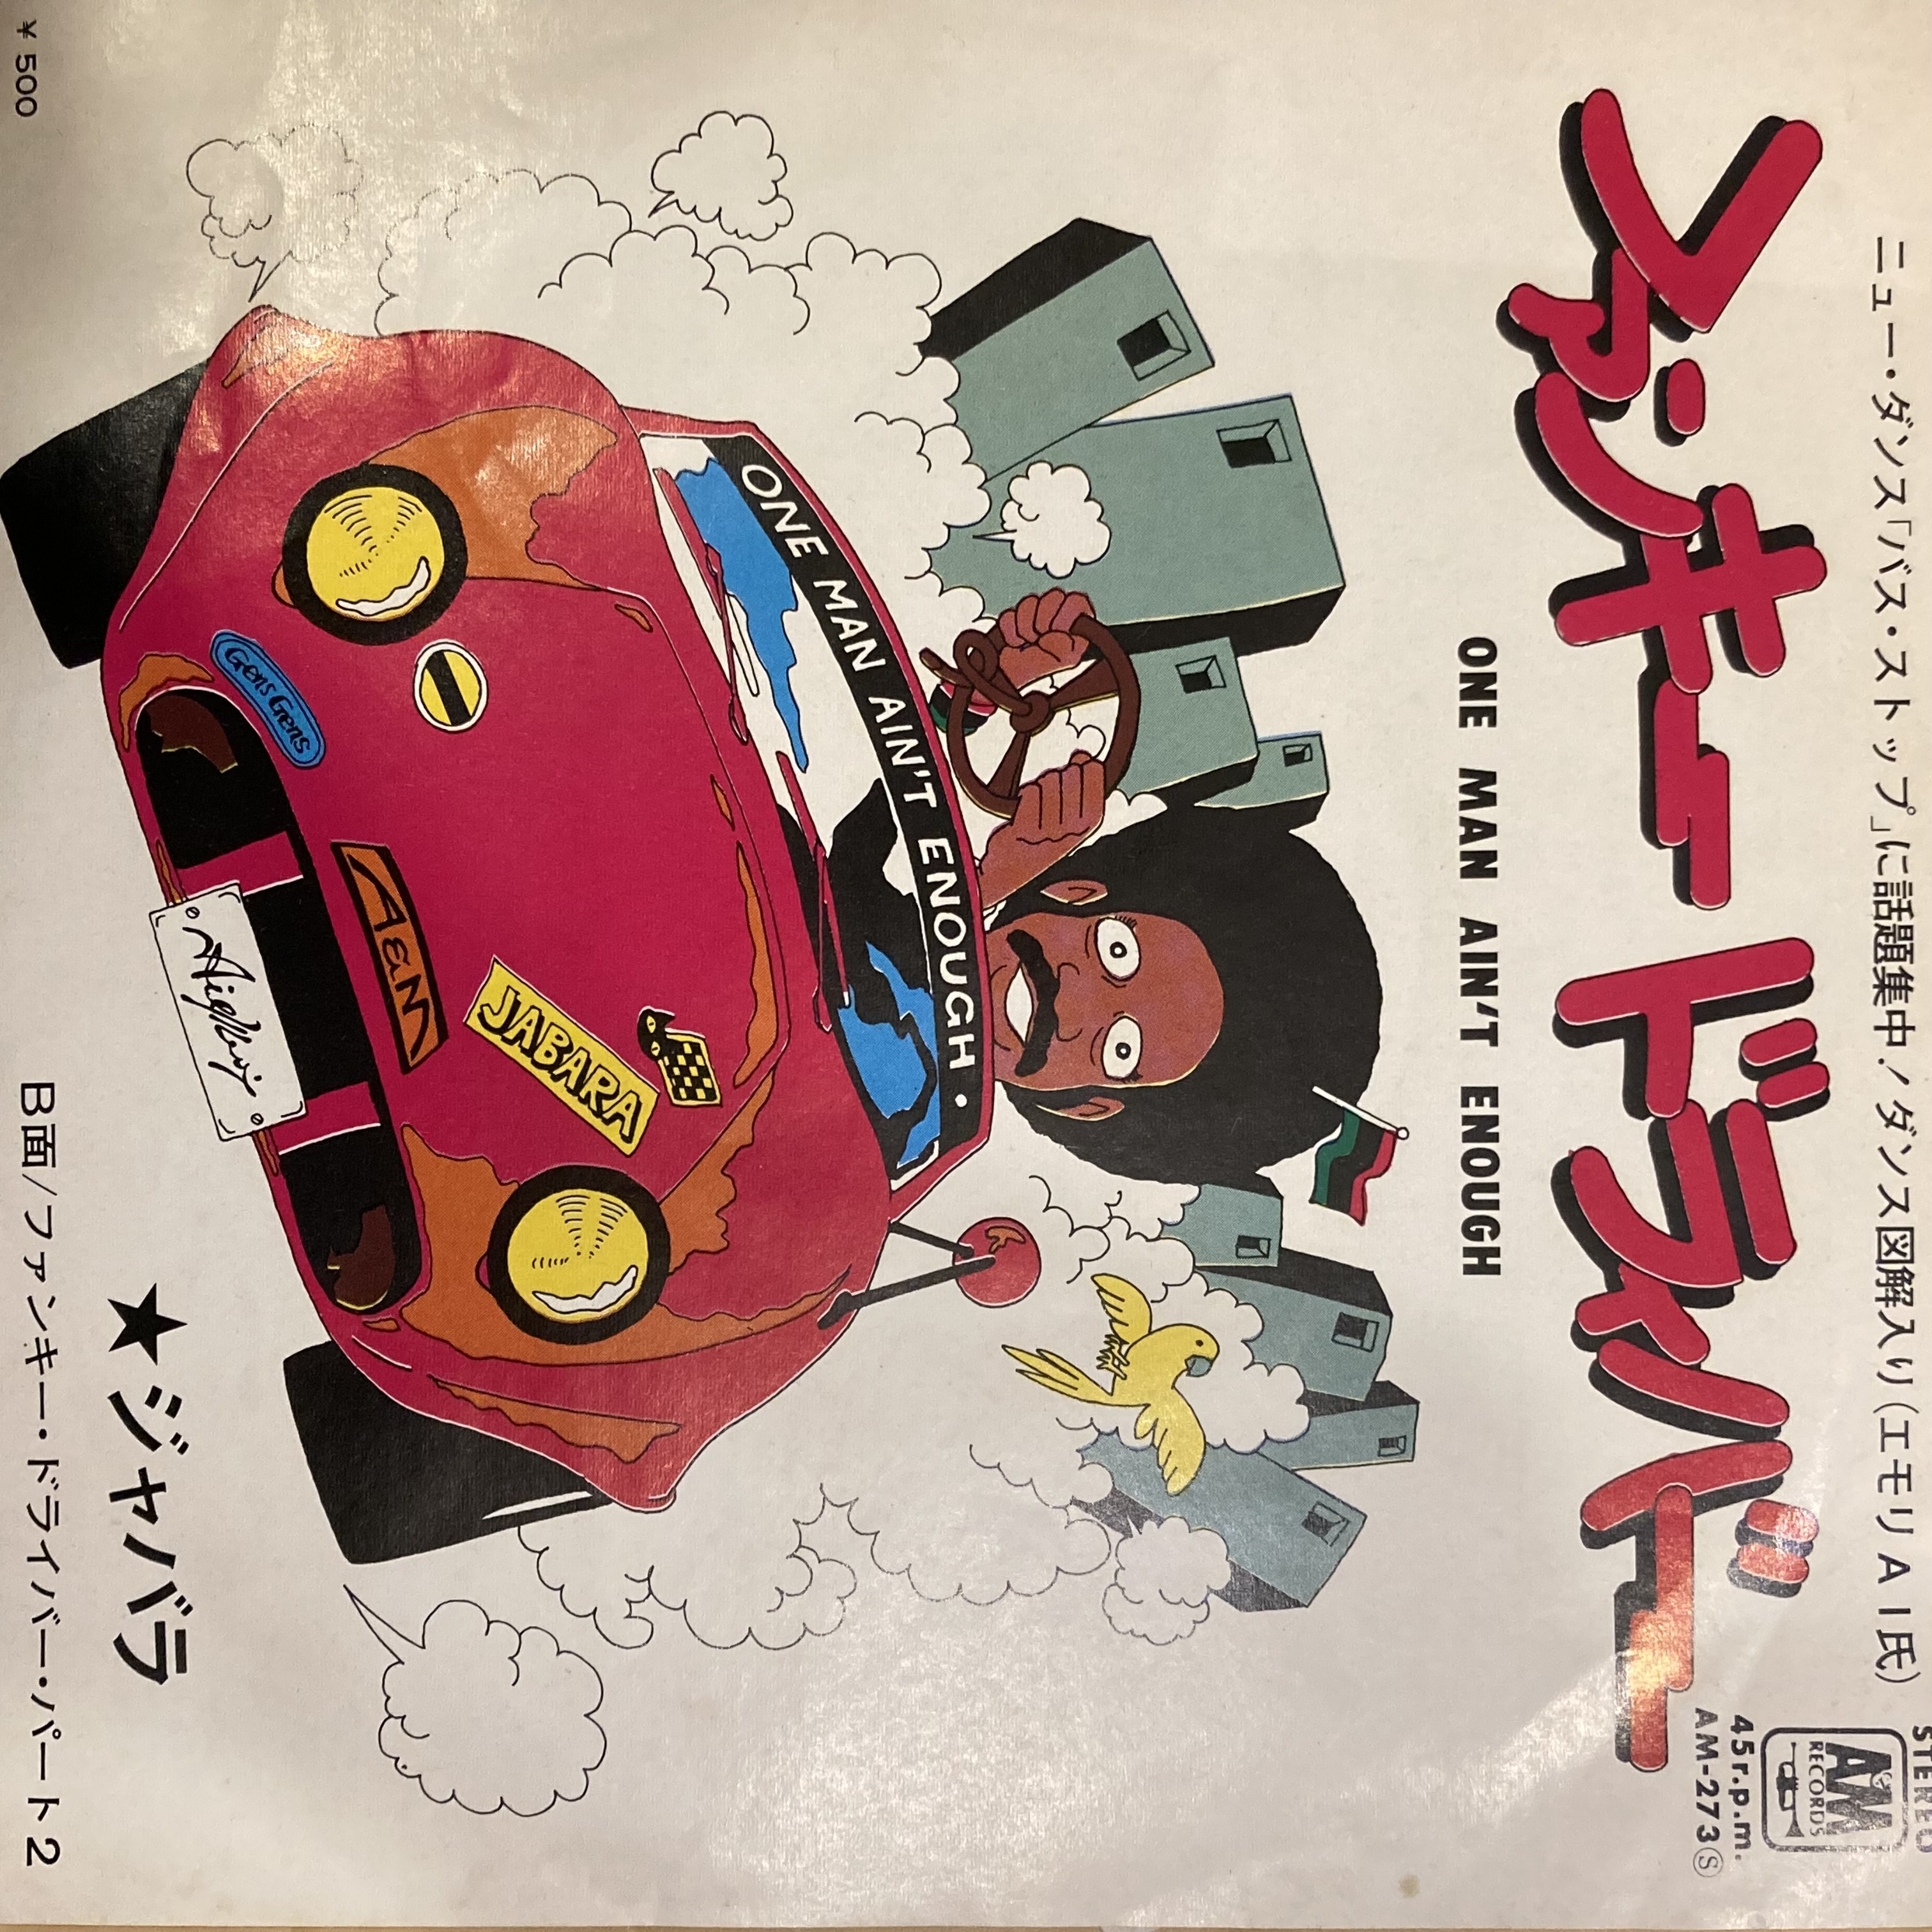 STEREO
A&M
RECORDS
45r.p.m.
AM-273Ⓢ
ニュー・ダンス「バス・ストップ」に話題集中！ダンス図解入り(エモリAI氏)
ファンキードライバー
ONE MAN AIN'T ENOUGH
ONE MAN AIN'T ENOUGH・
JABARA
A&N
Gens Gens
★ジャバラ
B面/ファンキー・ドライバー・パート2
¥500